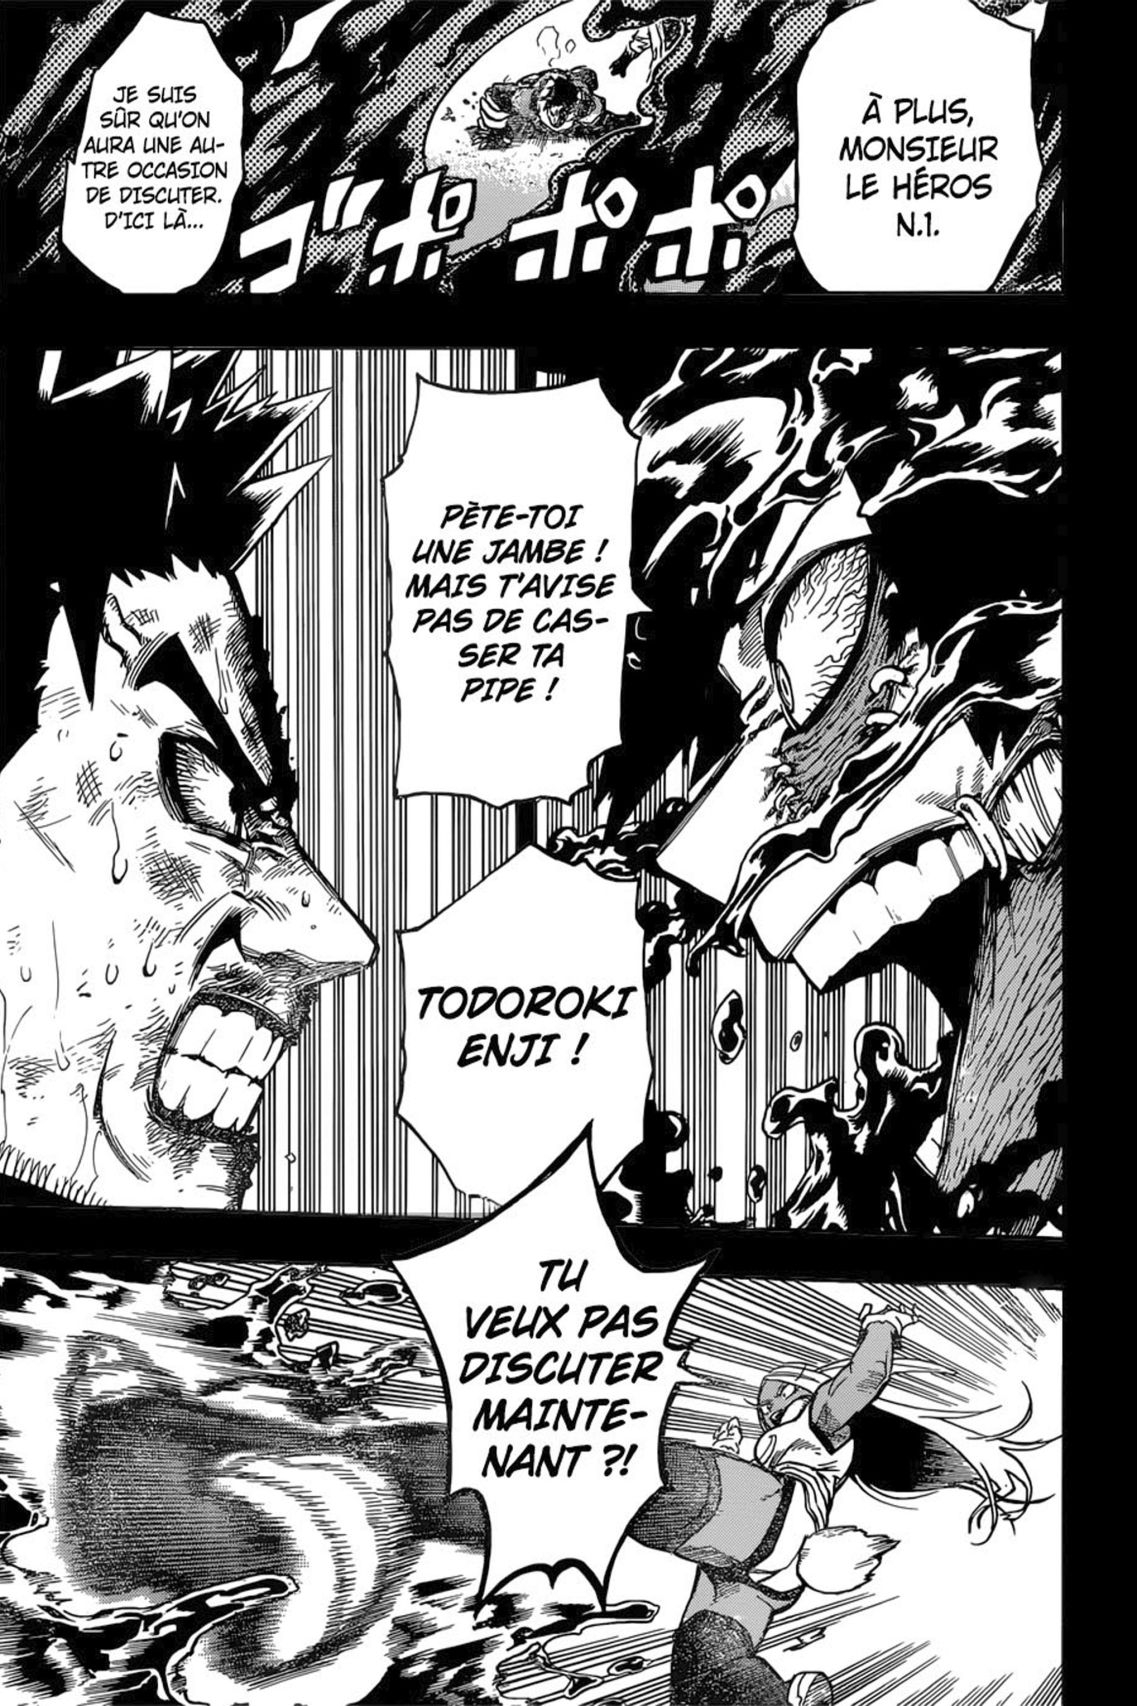 À PLUS,
MONSIEUR
LE HÉROS
N.1.
JE SUIS
SÛR QU'ON
AURA UNE AU-
TRE OCCASION
DE DISCUTER.
D'ICI LÀ...
ゴポポポ
PÈTE-TOI
UNE JAMBE !
MAIS T'AVISE
PAS DE CAS-
SER TA
PIPE !
TODOROKI
ENJI !
TU
VEUX PAS
DISCUTER
MAINTE-
NANT ?!